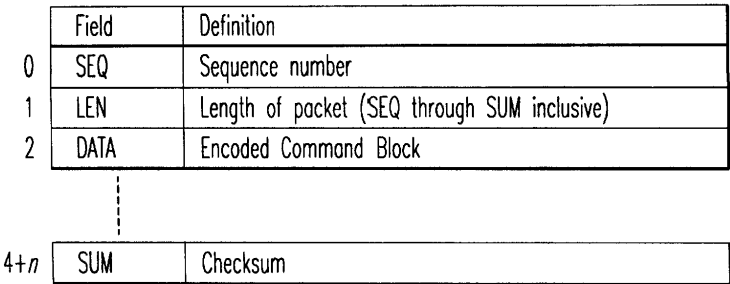 Field Definition
0 SEQ Sequence number
1 LEN Length of packet (SEQ through SUM inclusive)
2 DATA Encoded Command Block
4+n SUM Checksum